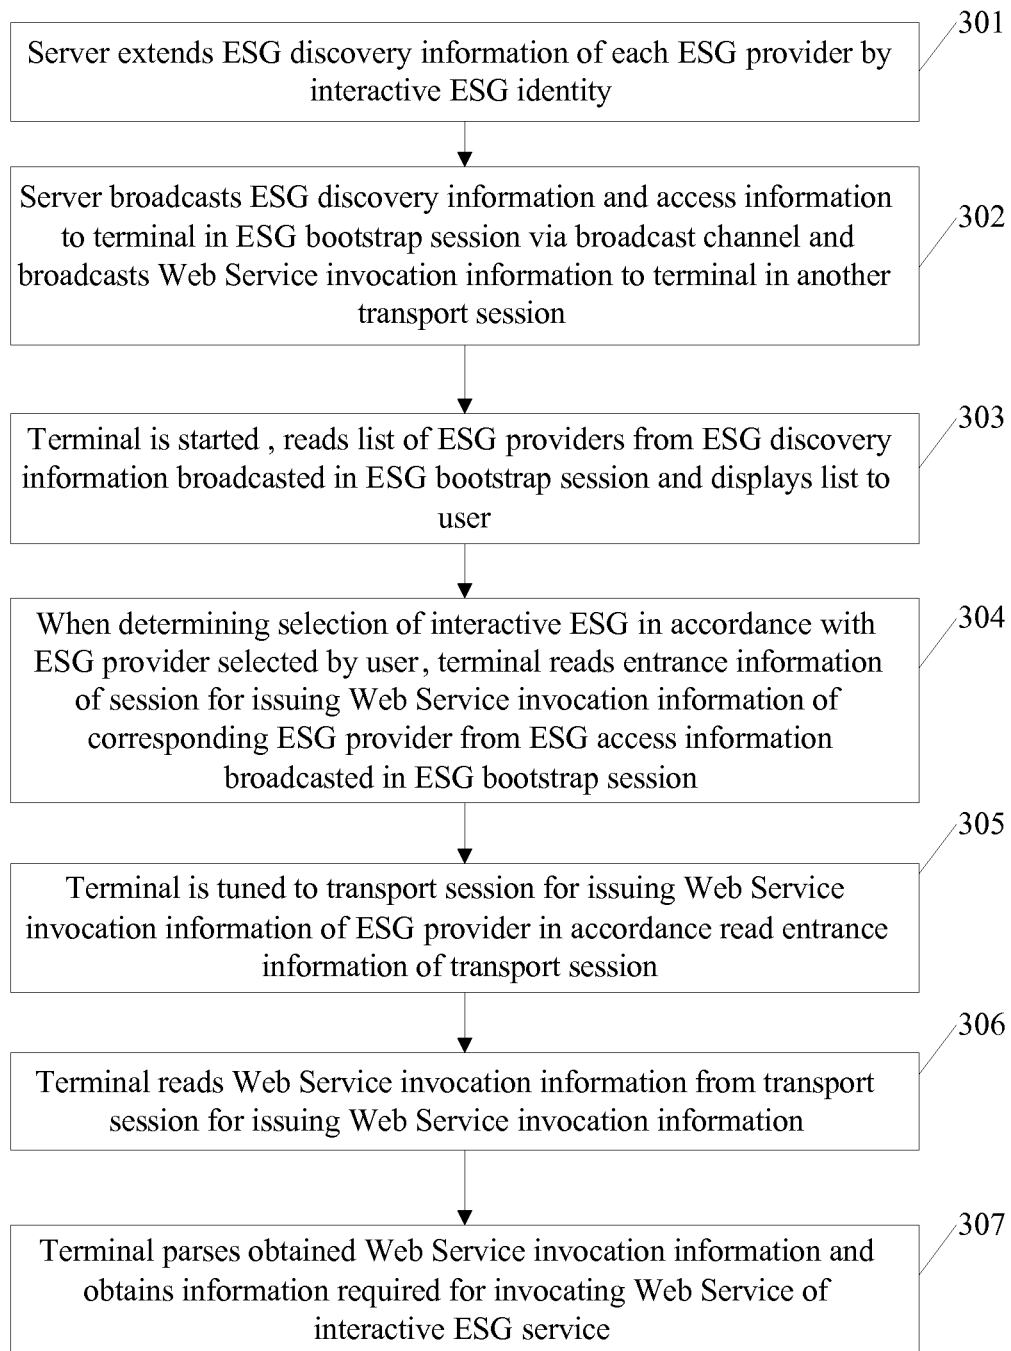 301
Server extends ESG discovery information of each ESG provider by
interactive ESG identity
302
Server broadcasts ESG discovery information and access information
to terminal in ESG bootstrap session via broadcast channel and
broadcasts Web Service invocation information to terminal in another
transport session
303
Terminal is started , reads list of ESG providers from ESG discovery
information broadcasted in ESG bootstrap session and displays list to
user
304
When determining selection of interactive ESG in accordance with
ESG provider selected by user, terminal reads entrance information
of session for issuing Web Service invocation information of
corresponding ESG provider from ESG access information
broadcasted in ESG bootstrap session
305
Terminal is tuned to transport session for issuing Web Service
invocation information of ESG provider in accordance read entrance
information of transport session
306
Terminal reads Web Service invocation information from transport
session for issuing Web Service invocation information
307
Terminal parses obtained Web Service invocation information and
obtains information required for invocating Web Service of
interactive ESG service